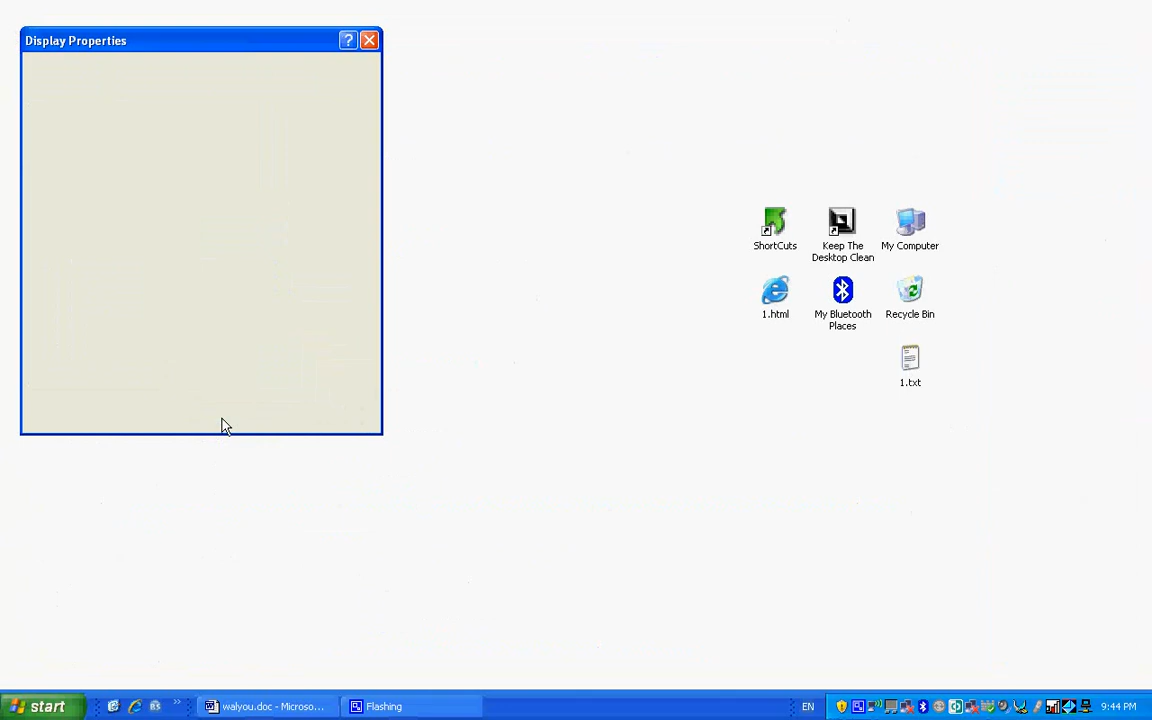 Display Properties
ShortCuts
Keep The
Desktop Clean
My Computer
1.html
My Bluetooth
Places
Recycle Bin
1.txt
start
walyou.doc - Microso...
Flashing
EN
9:44 PM